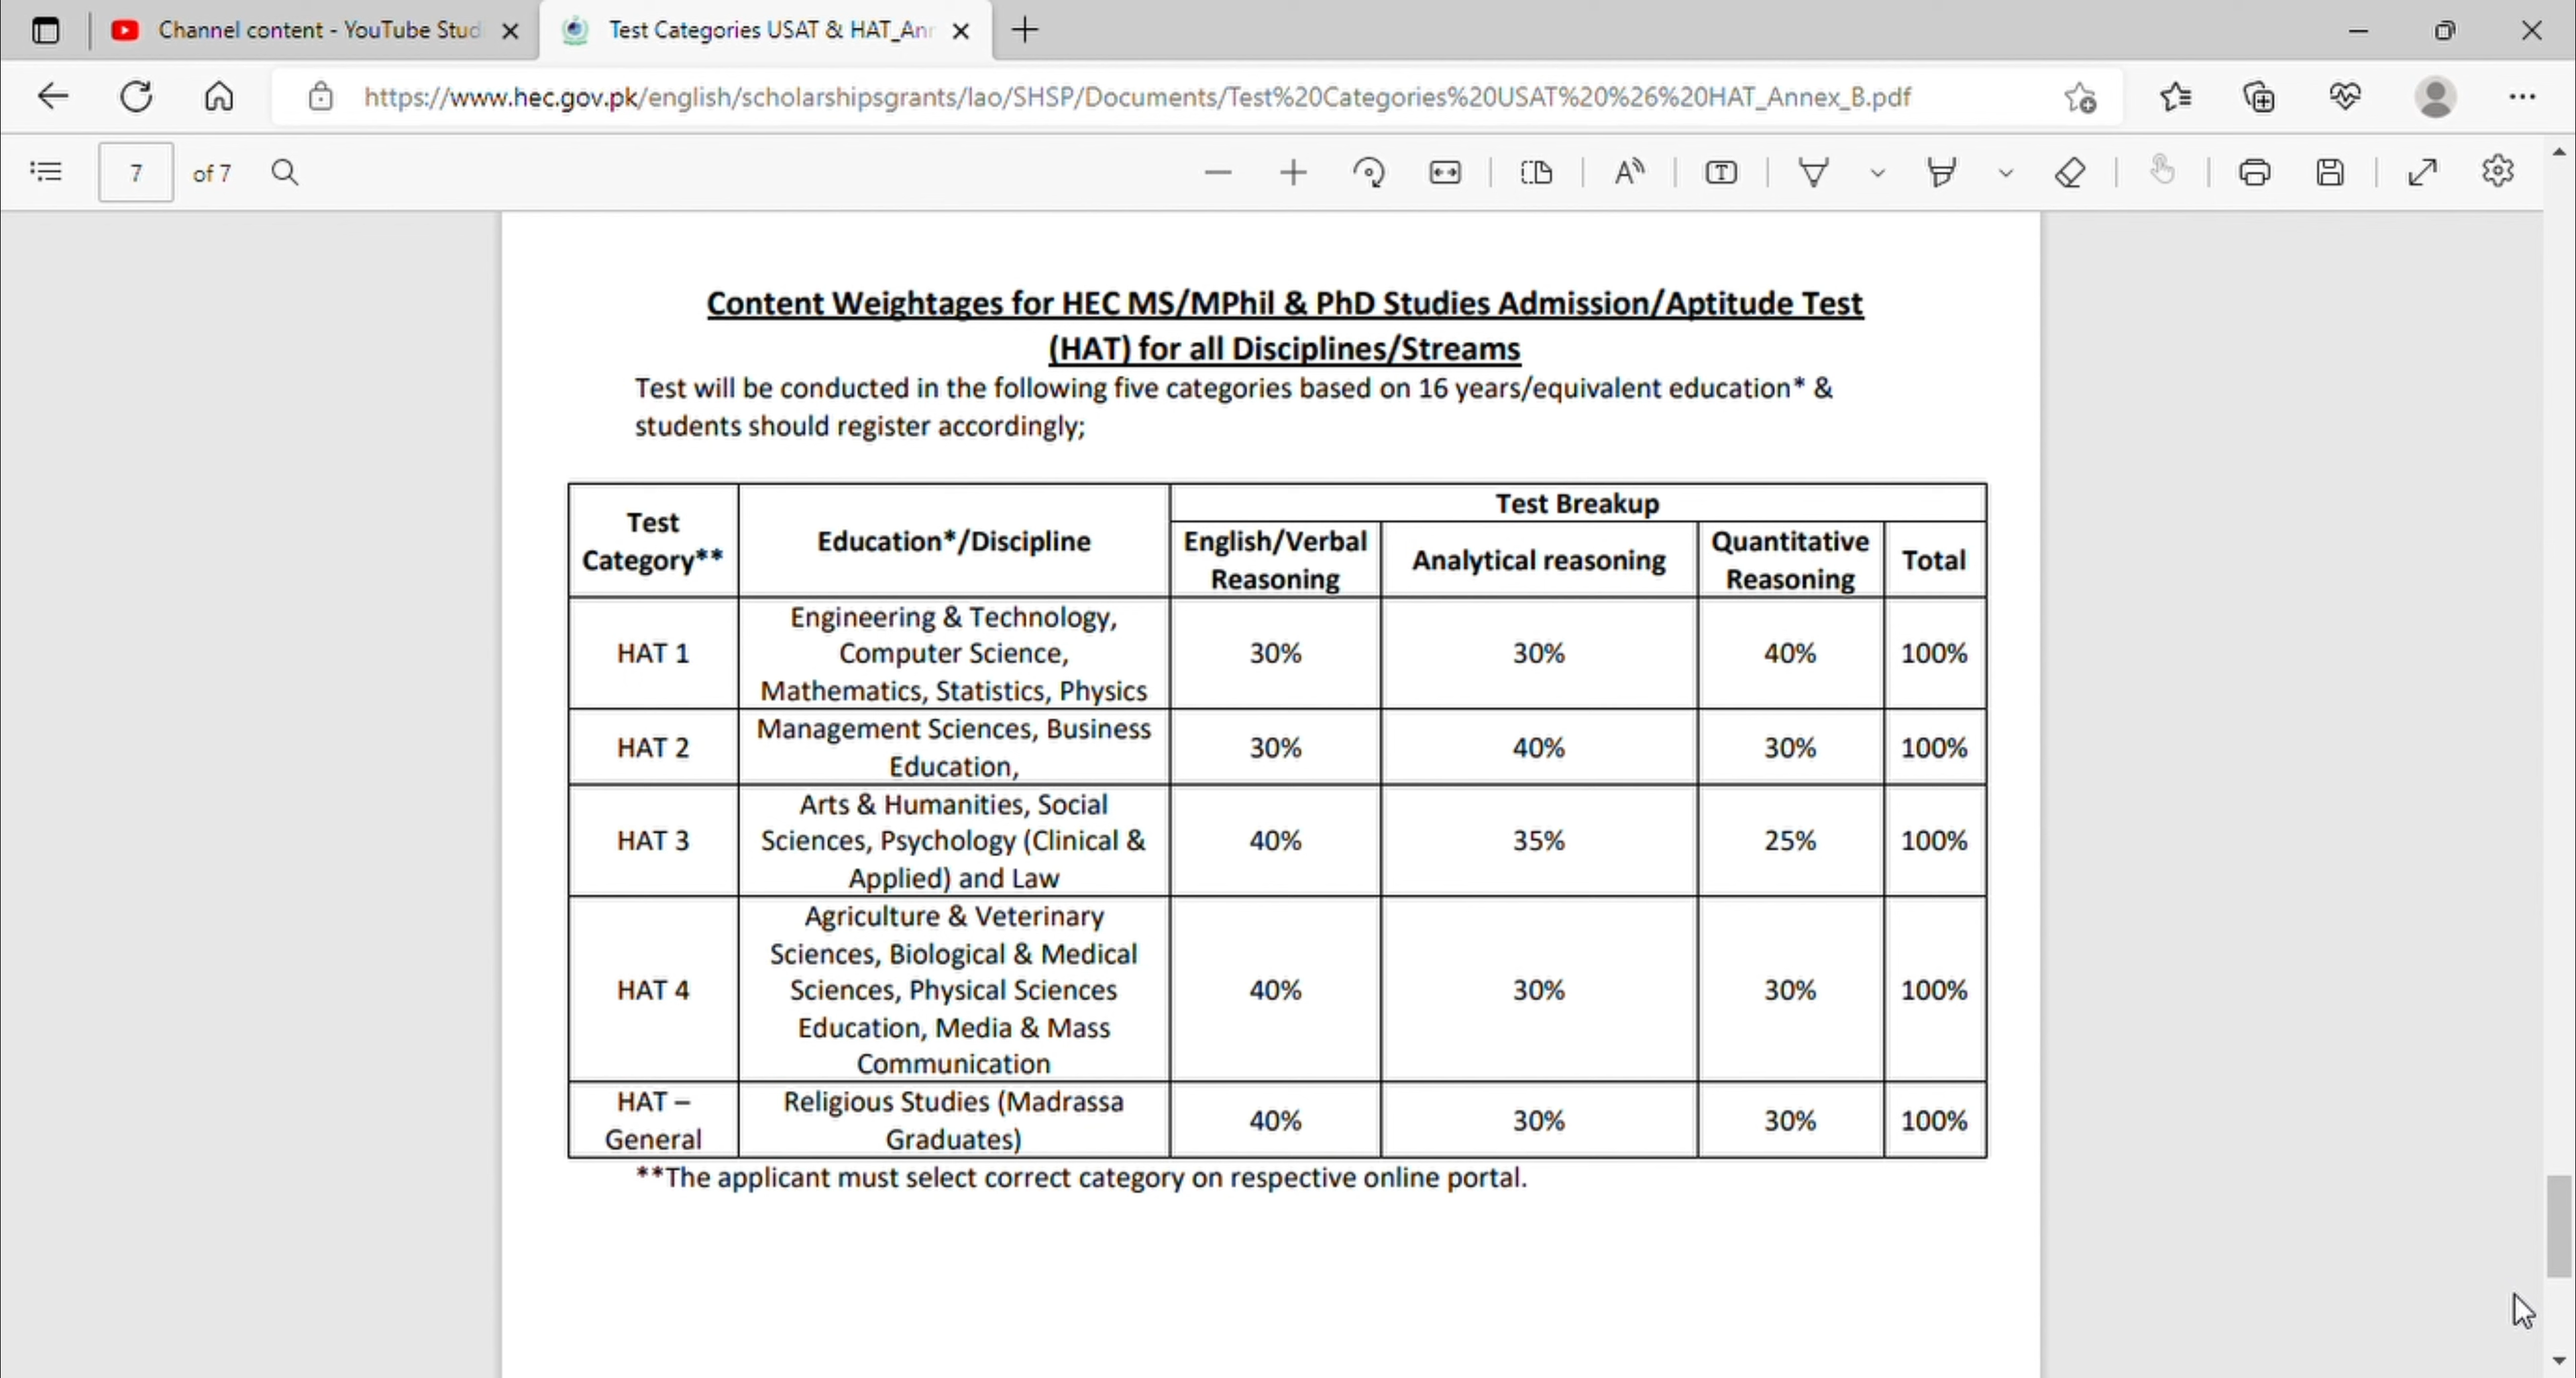 Channel content - YouTube Stud
Test Categories USAT & HAT_Anr
https://www.hec.gov.pk/english/scholarshipsgrants/lao/SHSP/Documents/Test%20Categories%20USAT%20%26%20HAT_Annex_B.pdf
7 of 7
Content Weightages for HEC MS/MPhil & PhD Studies Admission/Aptitude Test
(HAT) for all Disciplines/Streams
Test will be conducted in the following five categories based on 16 years/equivalent education* &
students should register accordingly;
Test
Category**
Education*/Discipline
Test Breakup
English/Verbal
Reasoning
Analytical reasoning
Quantitative
Reasoning
Total
HAT 1
Engineering & Technology,
Computer Science,
Mathematics, Statistics, Physics
30%
30%
40%
100%
HAT 2
Management Sciences, Business
Education,
30%
40%
30%
100%
HAT 3
Arts & Humanities, Social
Sciences, Psychology (Clinical &
Applied) and Law
40%
35%
25%
100%
HAT 4
Agriculture & Veterinary
Sciences, Biological & Medical
Sciences, Physical Sciences
Education, Media & Mass
Communication
40%
30%
30%
100%
HAT –
General
Religious Studies (Madrassa
Graduates)
40%
30%
30%
100%
**The applicant must select correct category on respective online portal.